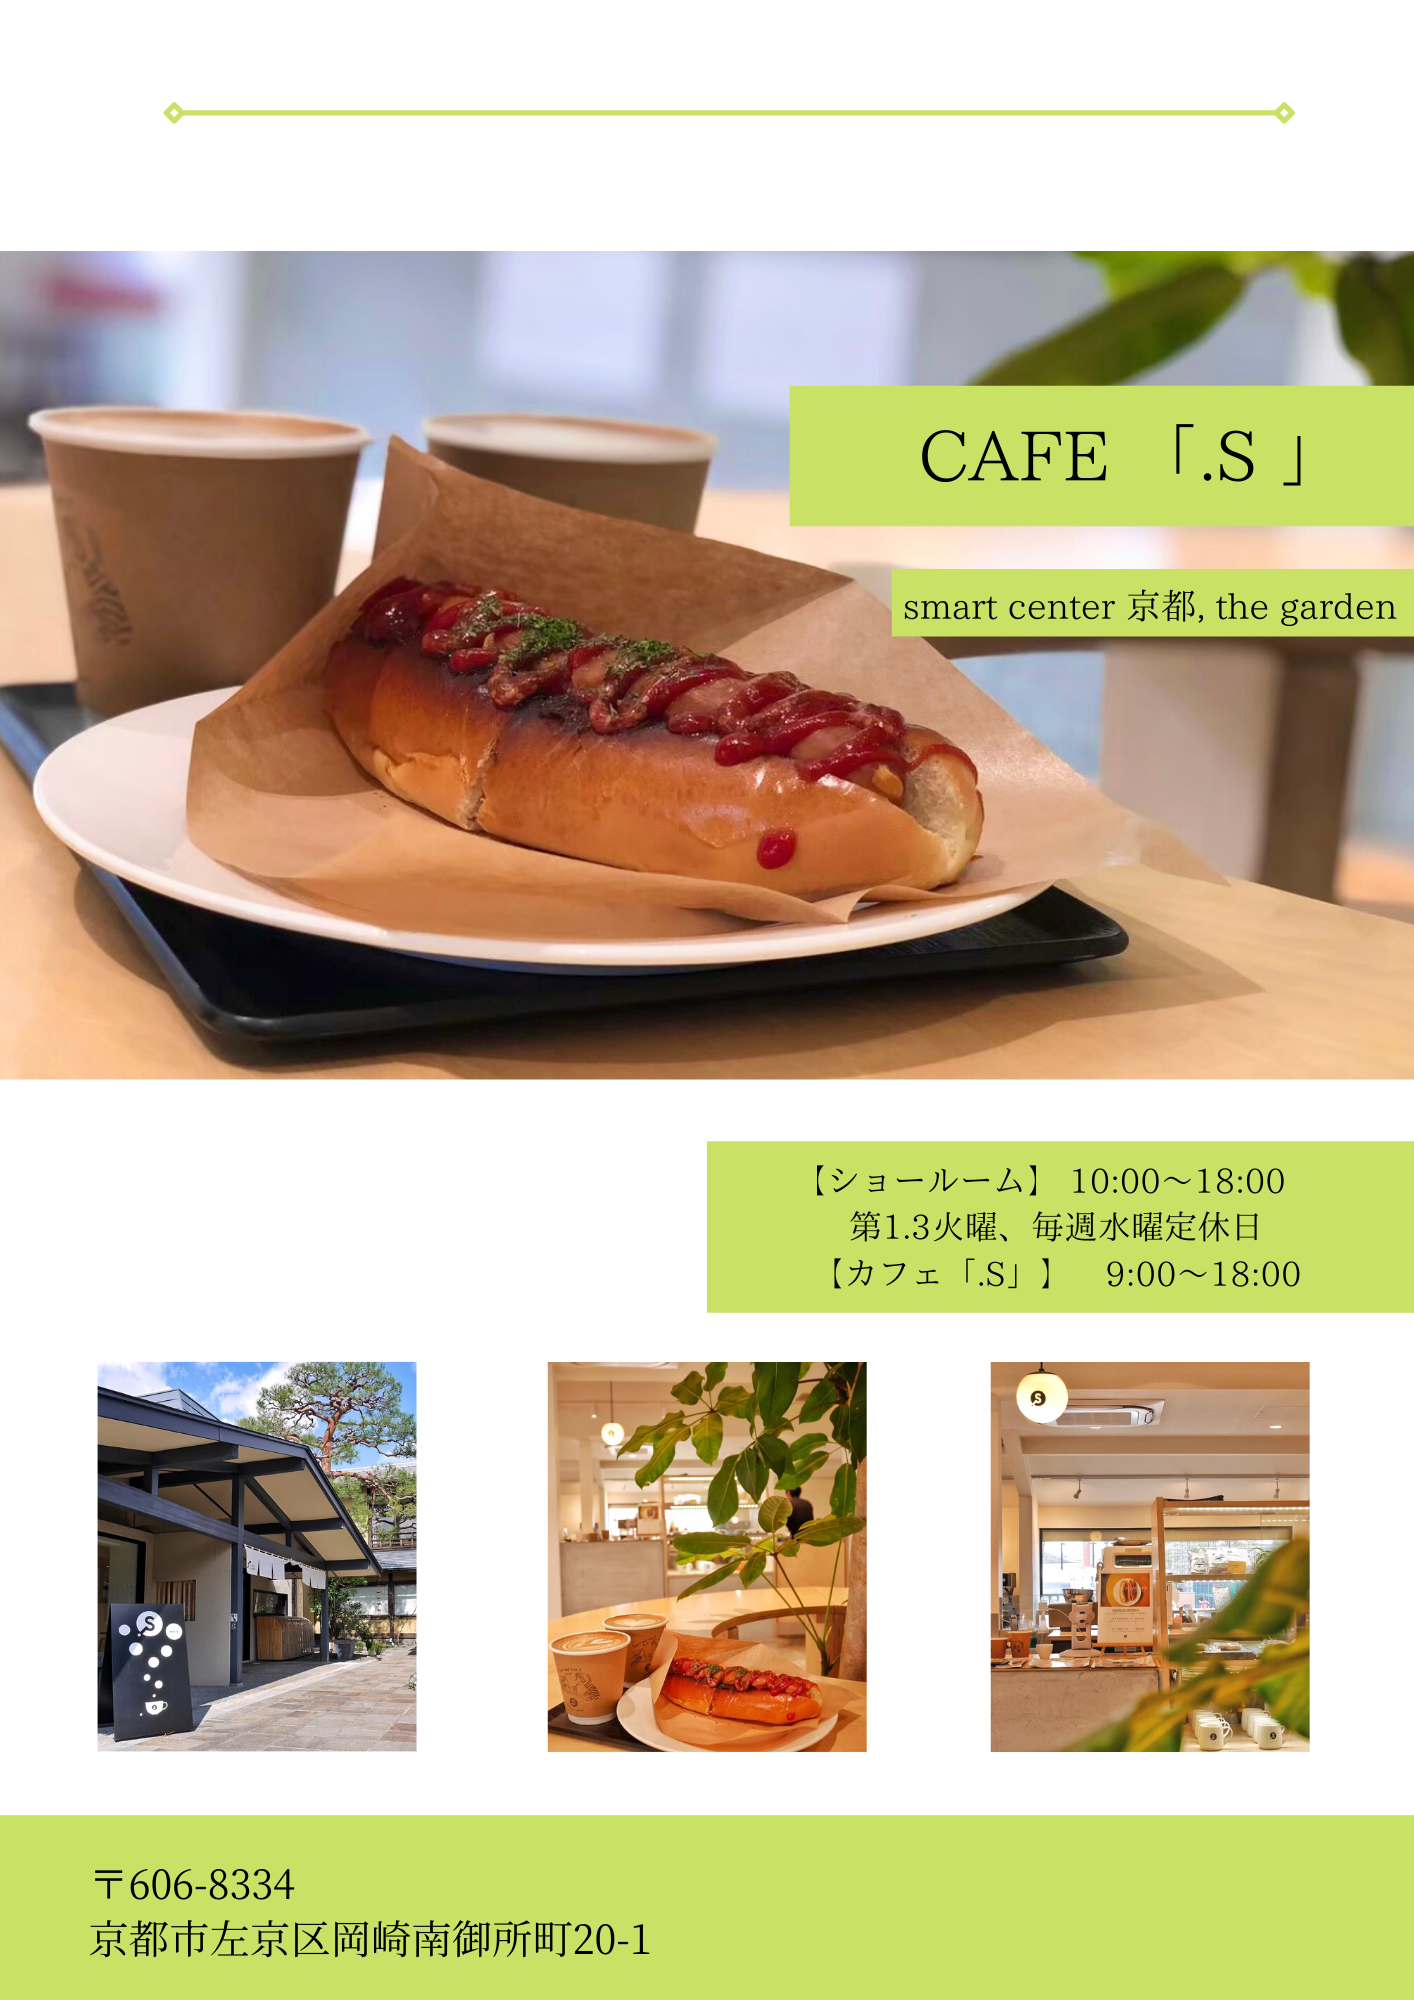 CAFE 「.S 」
smart center 京都, the garden
【ショールーム】 10:00〜18:00
第1.3火曜、毎週水曜定休日
【カフェ「.S」】 9:00〜18:00
S
S
〒606-8334
京都市左京区岡崎南御所町20-1